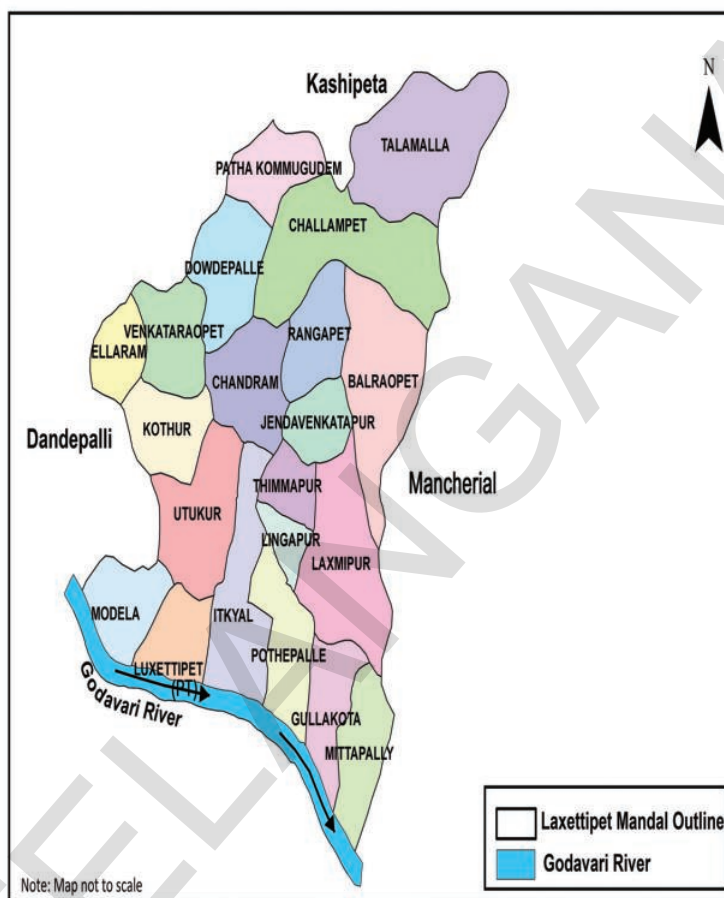 N
Kashipeta
TALAMALLA
PATHA KOMMUGUDEM
CHALLAMPET
DOWDEPALLE
VENKATARAOPET
RANGAPET
ELLARAM
CHANDRAM
BALRAOPET
JENDAVENKATAPUR
Dandepalli
KOTHUR
THIMMAPUR
Mancherial
UTUKUR
LINGAPUR
LAXMIPUR
MODELA
ITKYAL
POTHEPALLE
LUXETTIPET
(PT)
Godavari River
GULLAKOTA
MITTAPALLY
Laxettipet Mandal Outline
Godavari River
Note: Map not to scale
TELANGANA